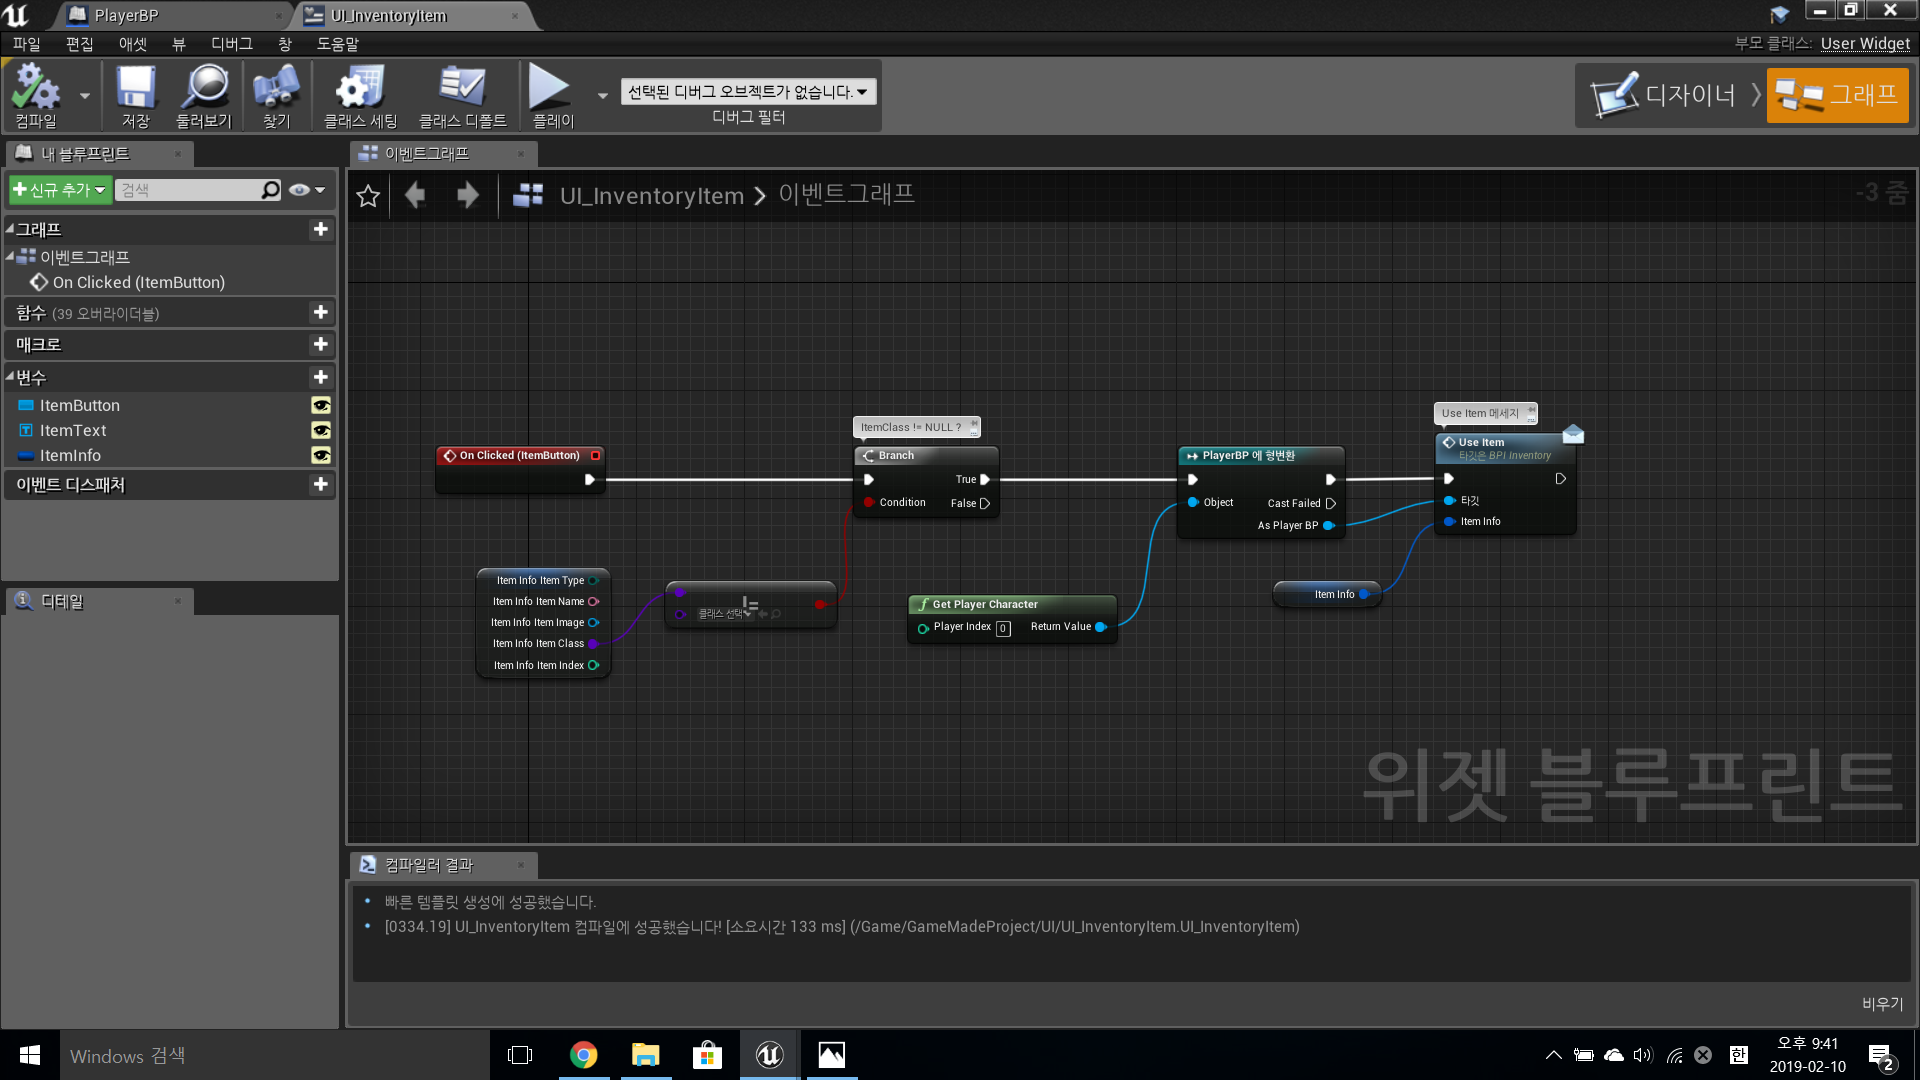 PlayerBP
UI_InventoryItem
파일 편집 애셋 뷰 디버그 창 도움말
부모 클래스: User Widget
컴파일
저장
둘러보기
찾기
클래스 세팅
클래스 디폴트
플레이
선택된 디버그 오브젝트가 없습니다.
디버그 필터
디자이너
그래프
내 블루프린트
이벤트그래프
신규 추가
검색
UI_InventoryItem > 이벤트그래프
-3 줌
그래프
이벤트그래프
On Clicked (ItemButton)
함수 (39 오버라이더블)
매크로
변수
ItemButton
ItemText
ItemInfo
이벤트 디스패처
디테일
On Clicked (ItemButton)
ItemClass != NULL ?
Branch
True
Condition
False
PlayerBP 에 형변환
Object
Cast Failed
As Player BP
Use Item 메세지
Use Item
타깃은 BPI Inventory
타깃
Item Info
Item Info Item Type
Item Info Item Name
Item Info Item Image
Item Info Item Class
Item Info Item Index
!=
클래스 선택
Get Player Character
Player Index 0
Return Value
Item Info
위젯 블루프린트
컴파일러 결과
빠른 템플릿 생성에 성공했습니다.
[0334.19] UI_InventoryItem 컴파일에 성공했습니다! [소요시간 133 ms] (/Game/GameMadeProject/UI/UI_InventoryItem.UI_InventoryItem)
비우기
Windows 검색
한
오후 9:41
2019-02-10
2